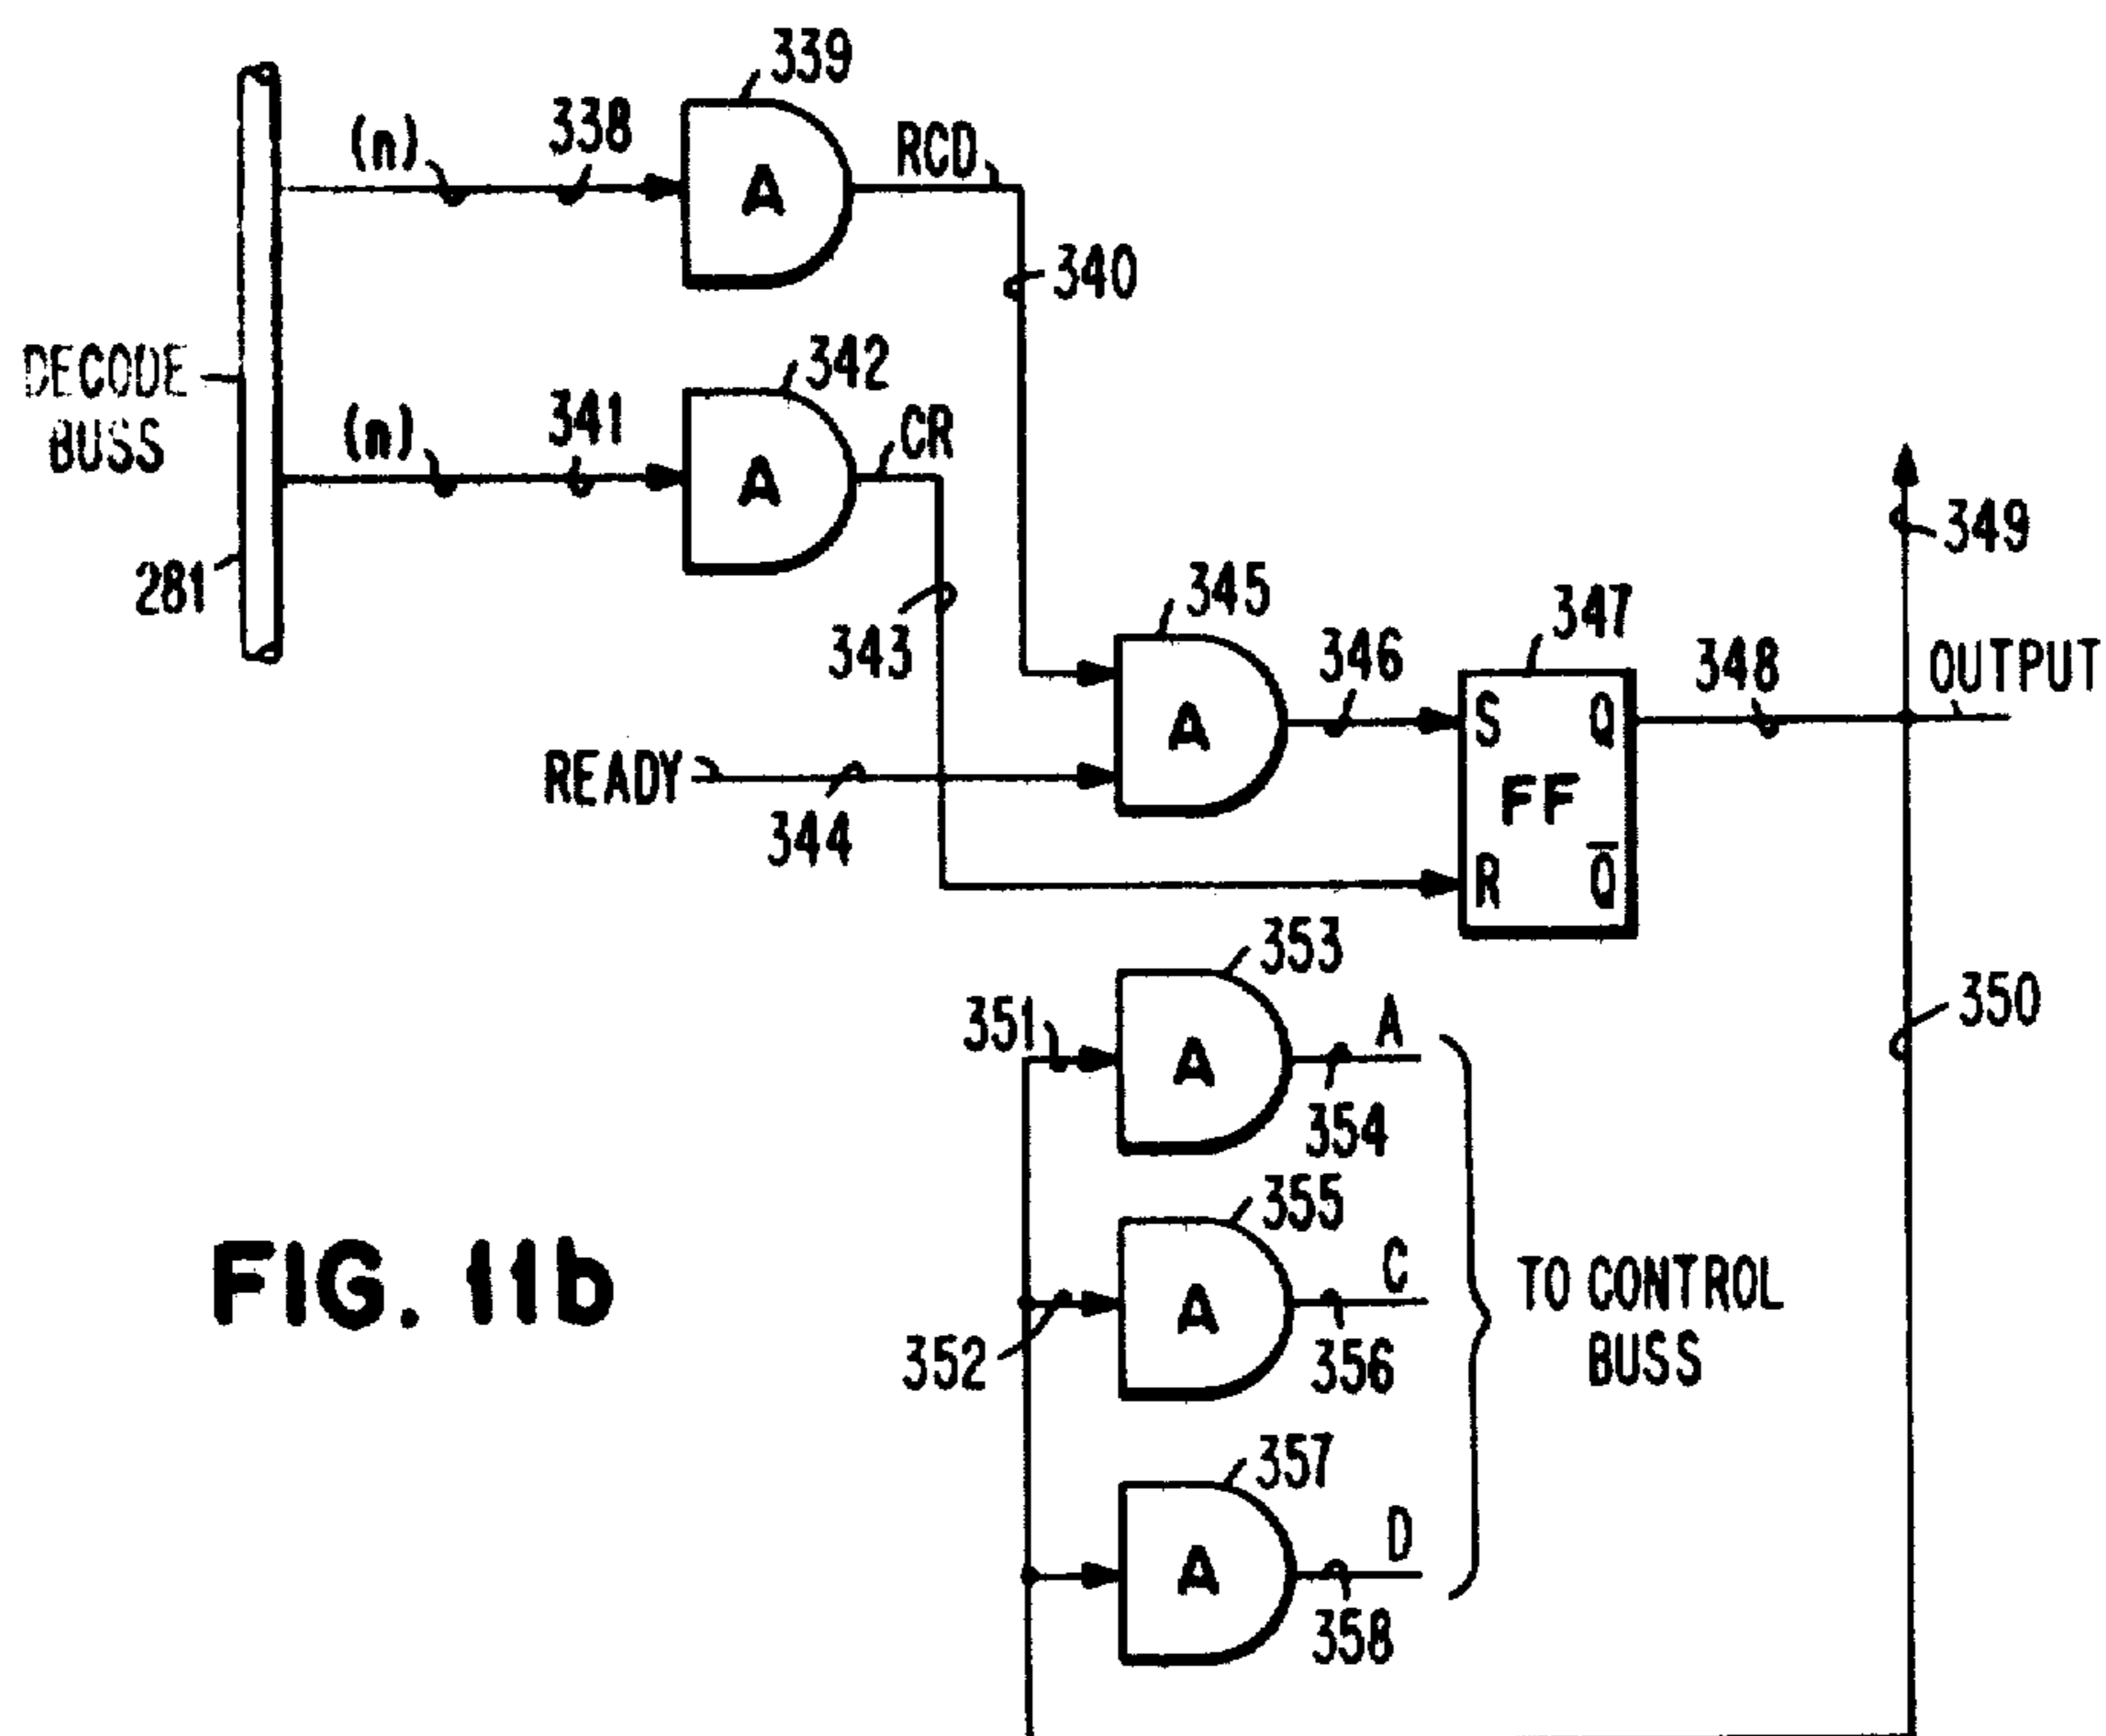 339
(n)
338
A
RCD
340
DECODE
BUSS
342
(n)
341
A
CR
281
343
345
346
347
348
349
OUTPUT
READY
344
A
S
Q
FF
R
Q̅
353
351
A
A
354
350
355
352
A
C
356
TO CONTROL
BUSS
357
A
D
358
FIG. 11b